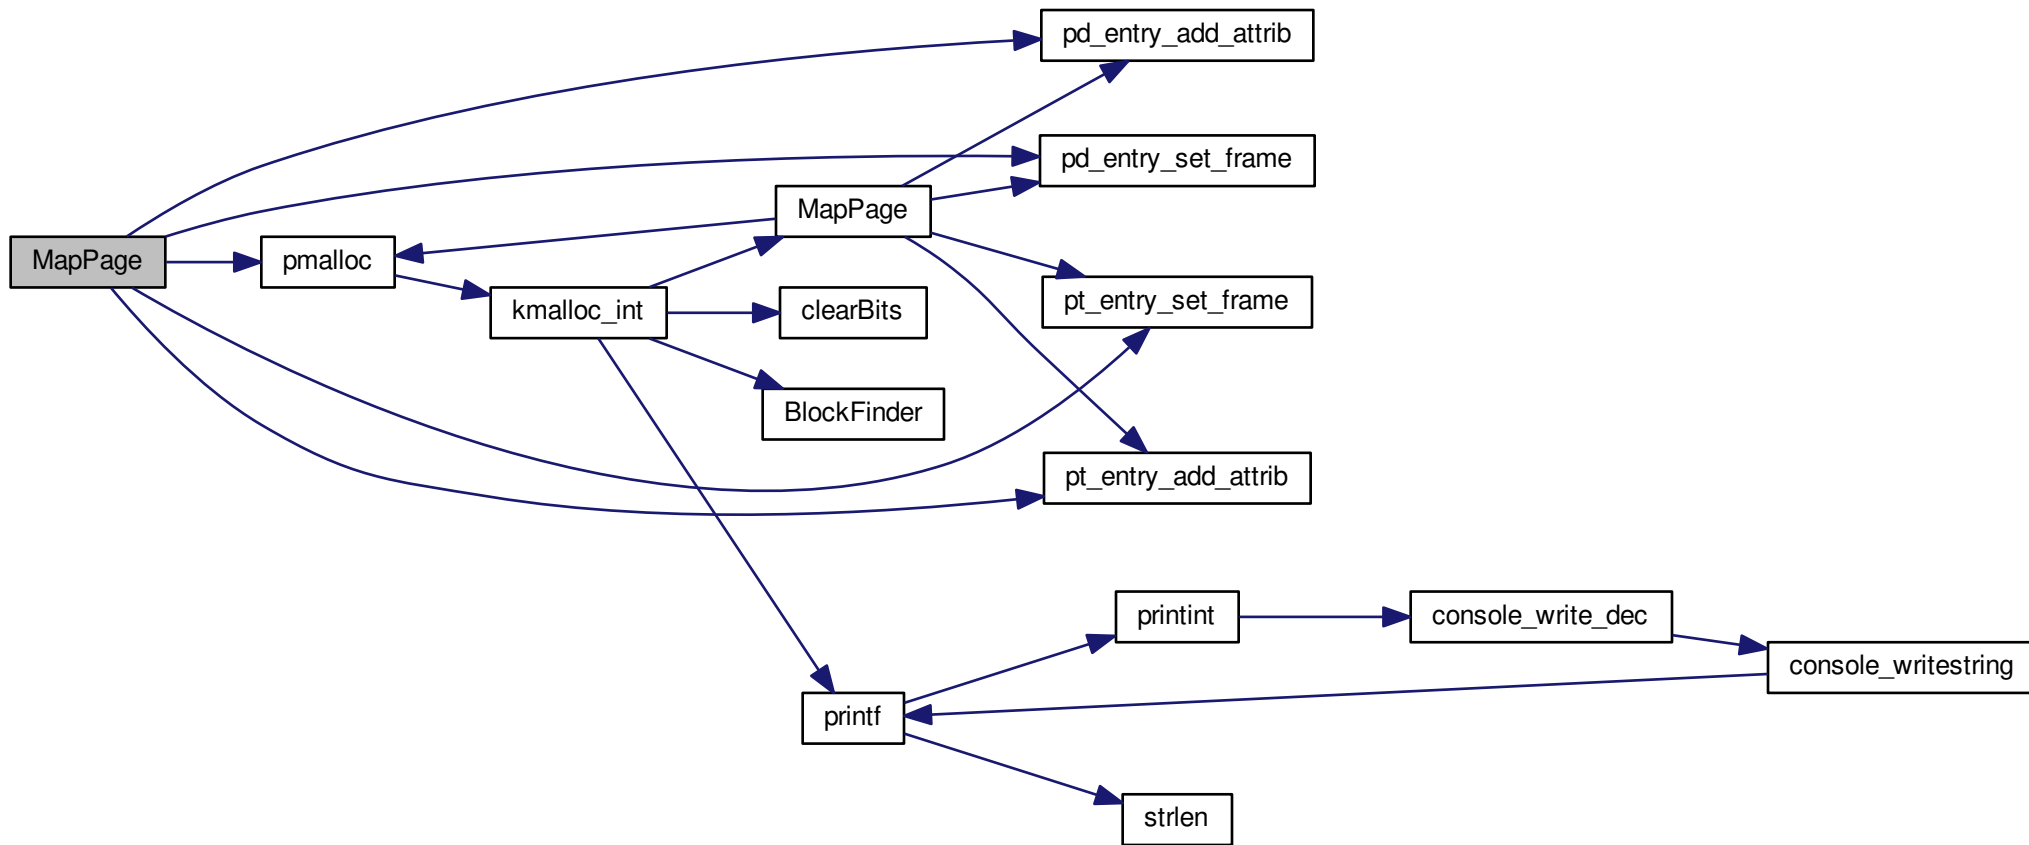 pd_entry_add_attrib
pd_entry_set_frame
MapPage
MapPage
pmalloc
kmalloc_int
clearBits
pt_entry_set_frame
BlockFinder
pt_entry_add_attrib
printint
console_write_dec
console_writestring
printf
strlen